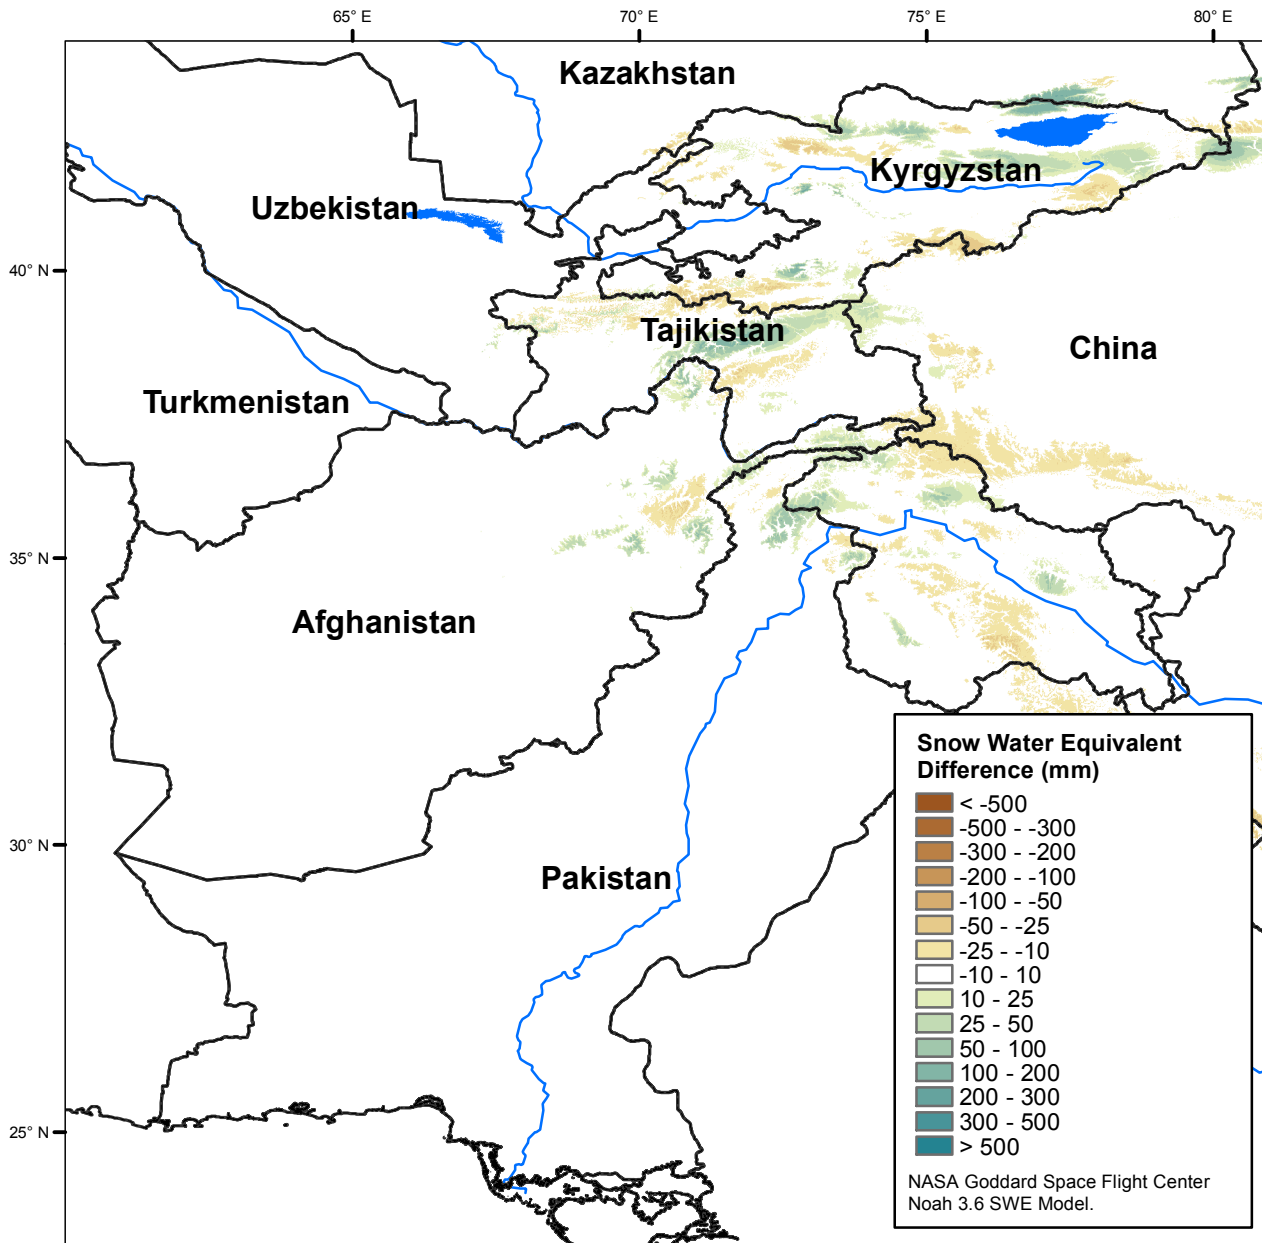 65° E
70° E
75° E
80° E
Kazakhstan
Kyrgyzstan
Uzbekistan
40° N
Tajikistan
China
Turkmenistan
35° N
Afghanistan
Snow Water Equivalent
Difference (mm)
< -500
-500 - -300
-300 - -200
-200 - -100
-100 - -50
-50 - -25
-25 - -10
-10 - 10
10 - 25
25 - 50
50 - 100
100 - 200
200 - 300
300 - 500
> 500
30° N
Pakistan
25° N
NASA Goddard Space Flight Center
Noah 3.6 SWE Model.